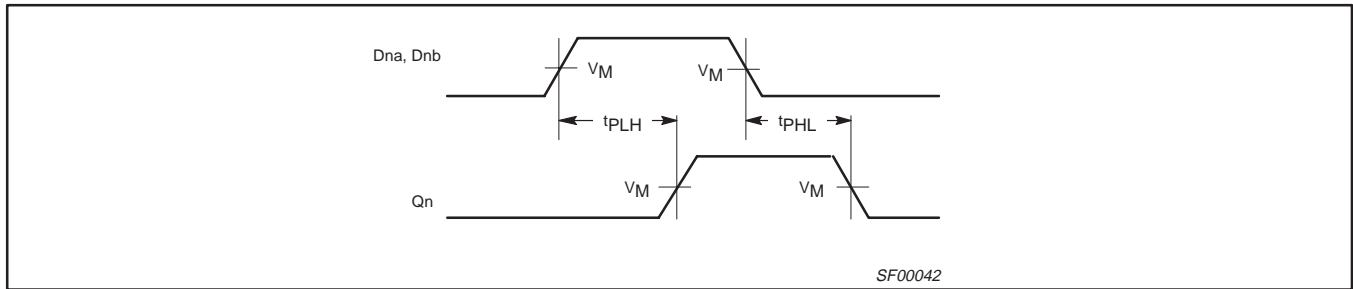 Dna, Dnb
VM
VM
tPLH
tPHL
VM
VM
Qn
SF00042